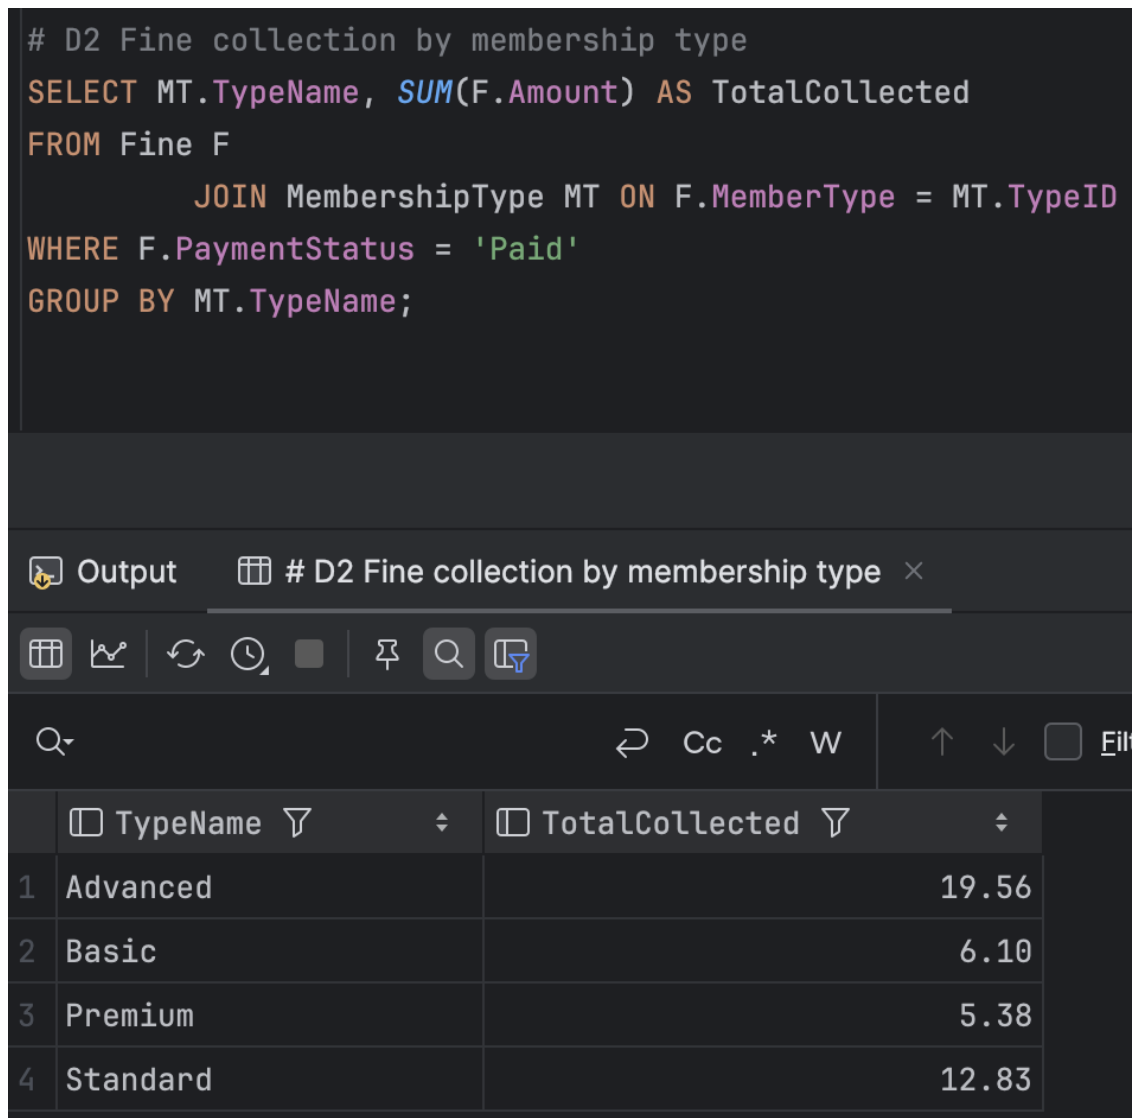 # D2 Fine collection by membership type
SELECT MT.TypeName, SUM(F.Amount) AS TotalCollected
FROM Fine F
JOIN MembershipType MT ON F.MemberType = MT.TypeID
WHERE F.PaymentStatus = 'Paid'
GROUP BY MT.TypeName;
Output # D2 Fine collection by membership type ×
Cc .* W Filt
TypeName TotalCollected
1 Advanced 19.56
2 Basic 6.10
3 Premium 5.38
4 Standard 12.83